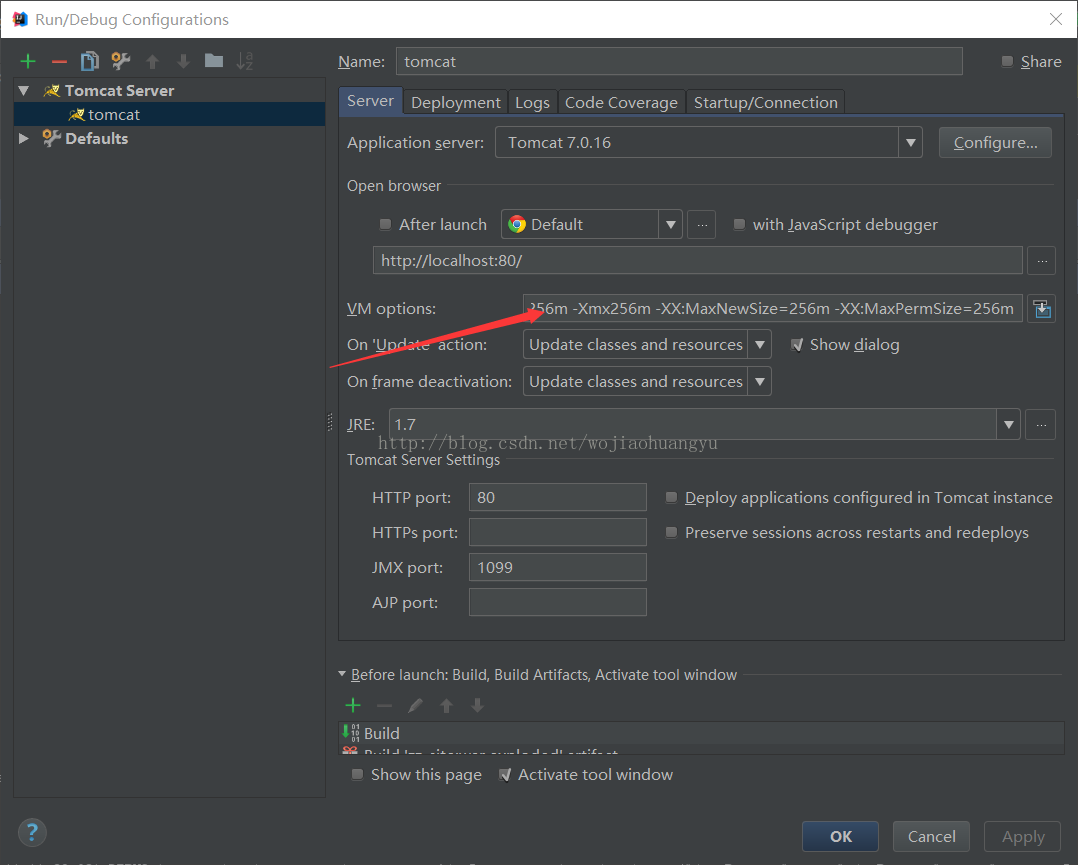 Run/Debug Configurations
Name: tomcat Share
Tomcat Server
tomcat
Defaults
Server Deployment Logs Code Coverage Startup/Connection
Application server: Tomcat 7.0.16 Configure...
Open browser
After launch Default ... with JavaScript debugger
http://localhost:80/ ...
VM options: 256m -Xmx256m -XX:MaxNewSize=256m -XX:MaxPermSize=256m
On 'Update' action: Update classes and resources Show dialog
On frame deactivation: Update classes and resources
JRE: 1.7 ...
http://blog.csdn.net/wojiaohuangyu
Tomcat Server Settings
HTTP port: 80 Deploy applications configured in Tomcat instance
HTTPs port: Preserve sessions across restarts and redeploys
JMX port: 1099
AJP port:
Before launch: Build, Build Artifacts, Activate tool window
Build
Show this page Activate tool window
? OK Cancel Apply